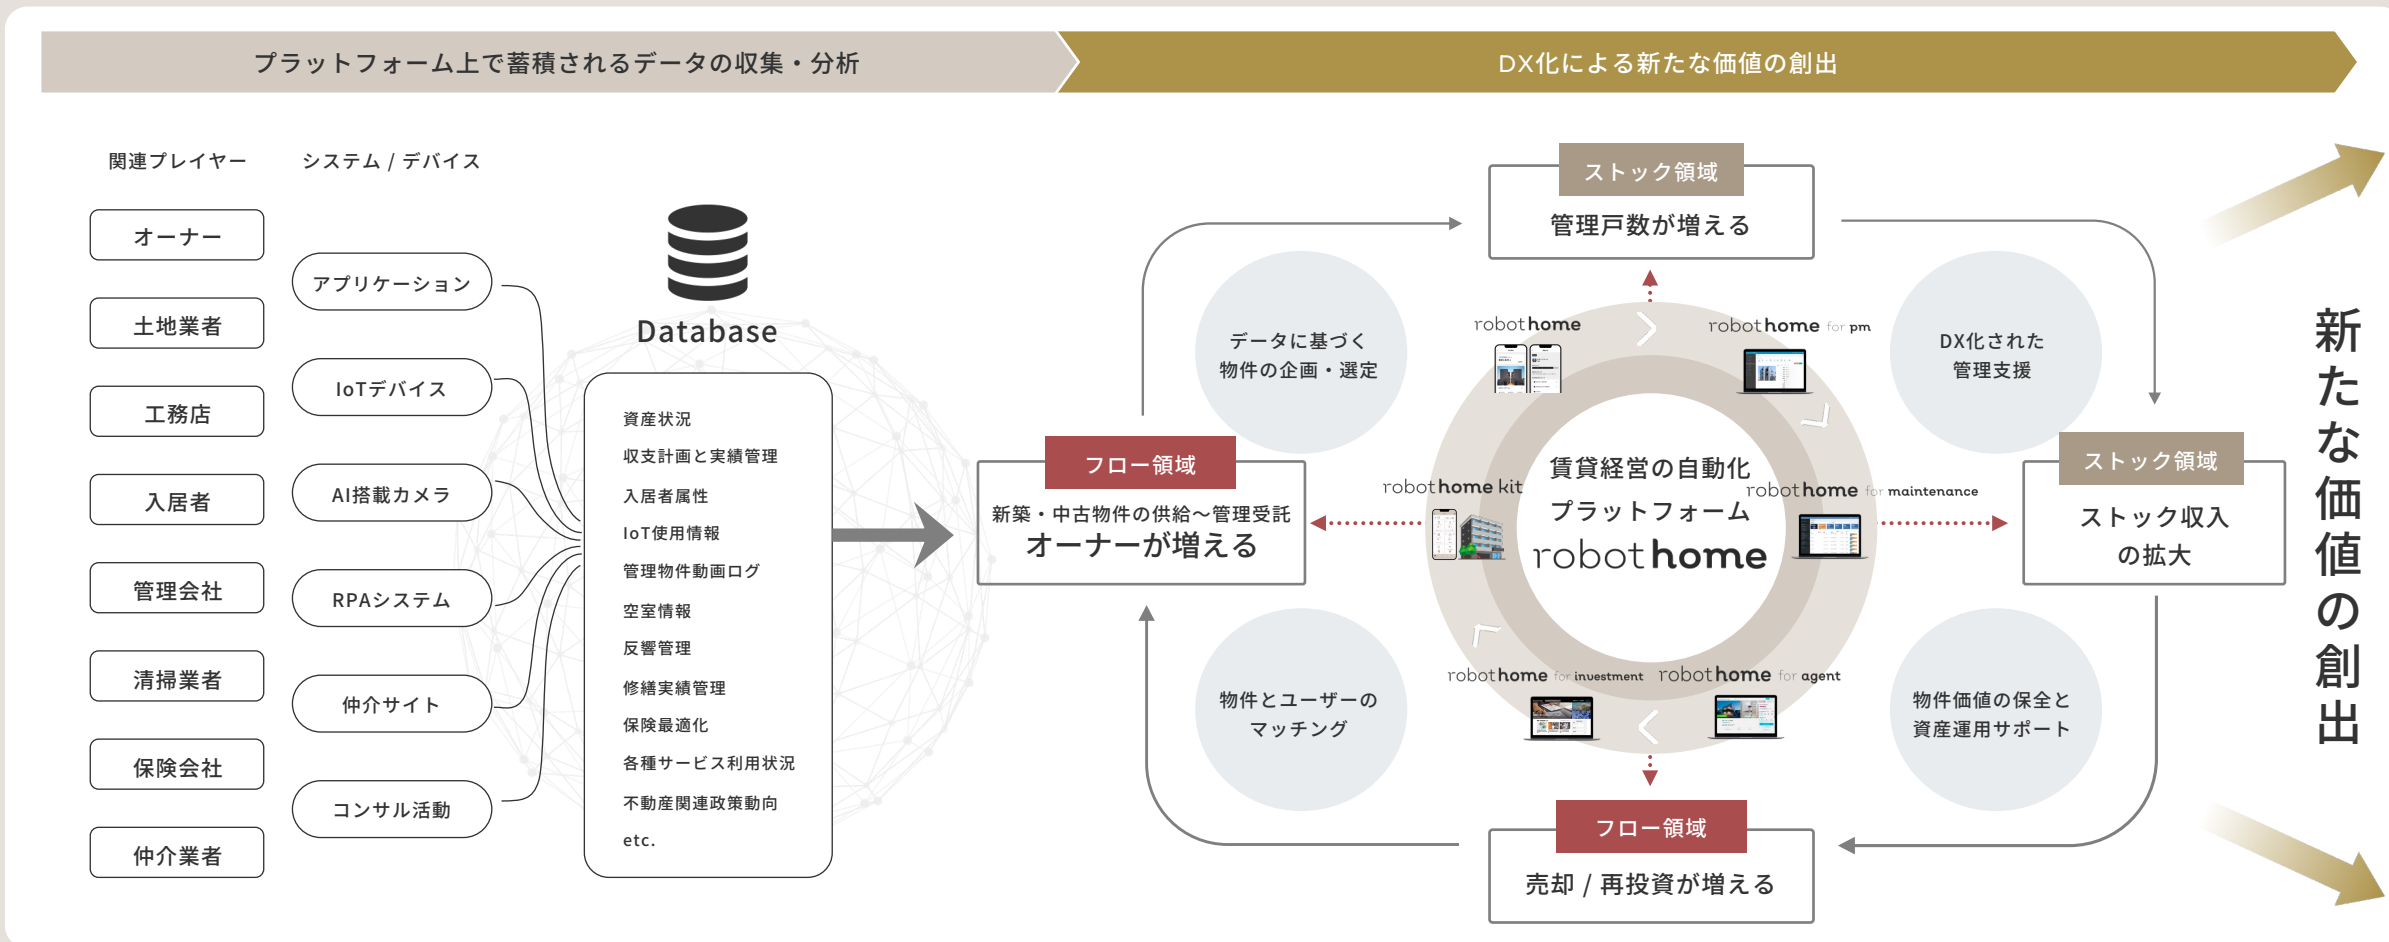 プラットフォーム上で蓄積されるデータの収集・分析
DX化による新たな価値の創出
関連プレイヤー
システム / デバイス
オーナー
土地業者
工務店
入居者
管理会社
清掃業者
保険会社
仲介業者
アプリケーション
IoTデバイス
AI搭載カメラ
RPAシステム
仲介サイト
コンサル活動
Database
資産状況
収支計画と実績管理
入居者属性
IoT使用情報
管理物件動画ログ
空室情報
反響管理
修繕実績管理
保険最適化
各種サービス利用状況
不動産関連政策動向
etc.
フロー領域
新築・中古物件の供給〜管理受託
オーナーが増える
ストック領域
管理戸数が増える
ストック領域
ストック収入
の拡大
フロー領域
売却 / 再投資が増える
データに基づく
物件の企画・選定
DX化された
管理支援
物件とユーザーの
マッチング
物件価値の保全と
資産運用サポート
robot home
robot home for pm
robot home kit
robot home for maintenance
robot home for investment
robot home for agent
賃貸経営の自動化
プラットフォーム
robot home
新たな価値の創出